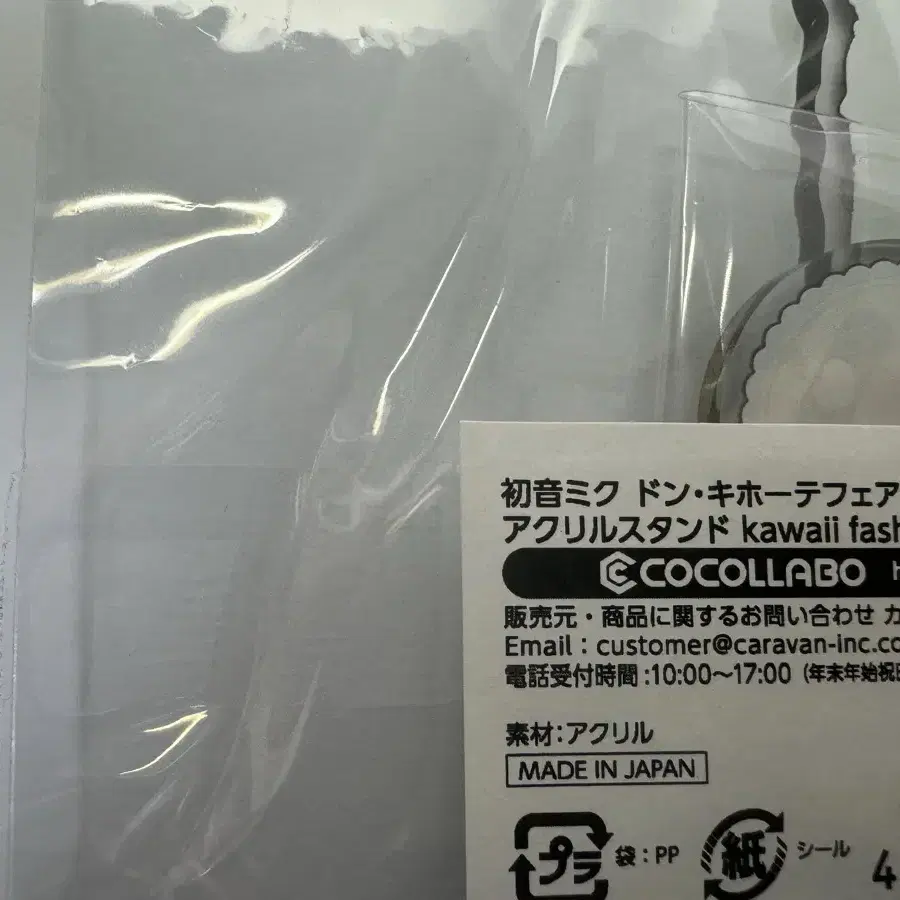 初音ミク ドン・キホーテフェア
アクリルスタンド kawaii fash
COCOLLABO h
販売元・商品に関するお問い合わせ カ
Email : customer@caravan-inc.co
電話受付時間:10:00～17:00 (年末年始祝日
素材:アクリル
MADE IN JAPAN
プラ 袋:PP 紙 シール 4